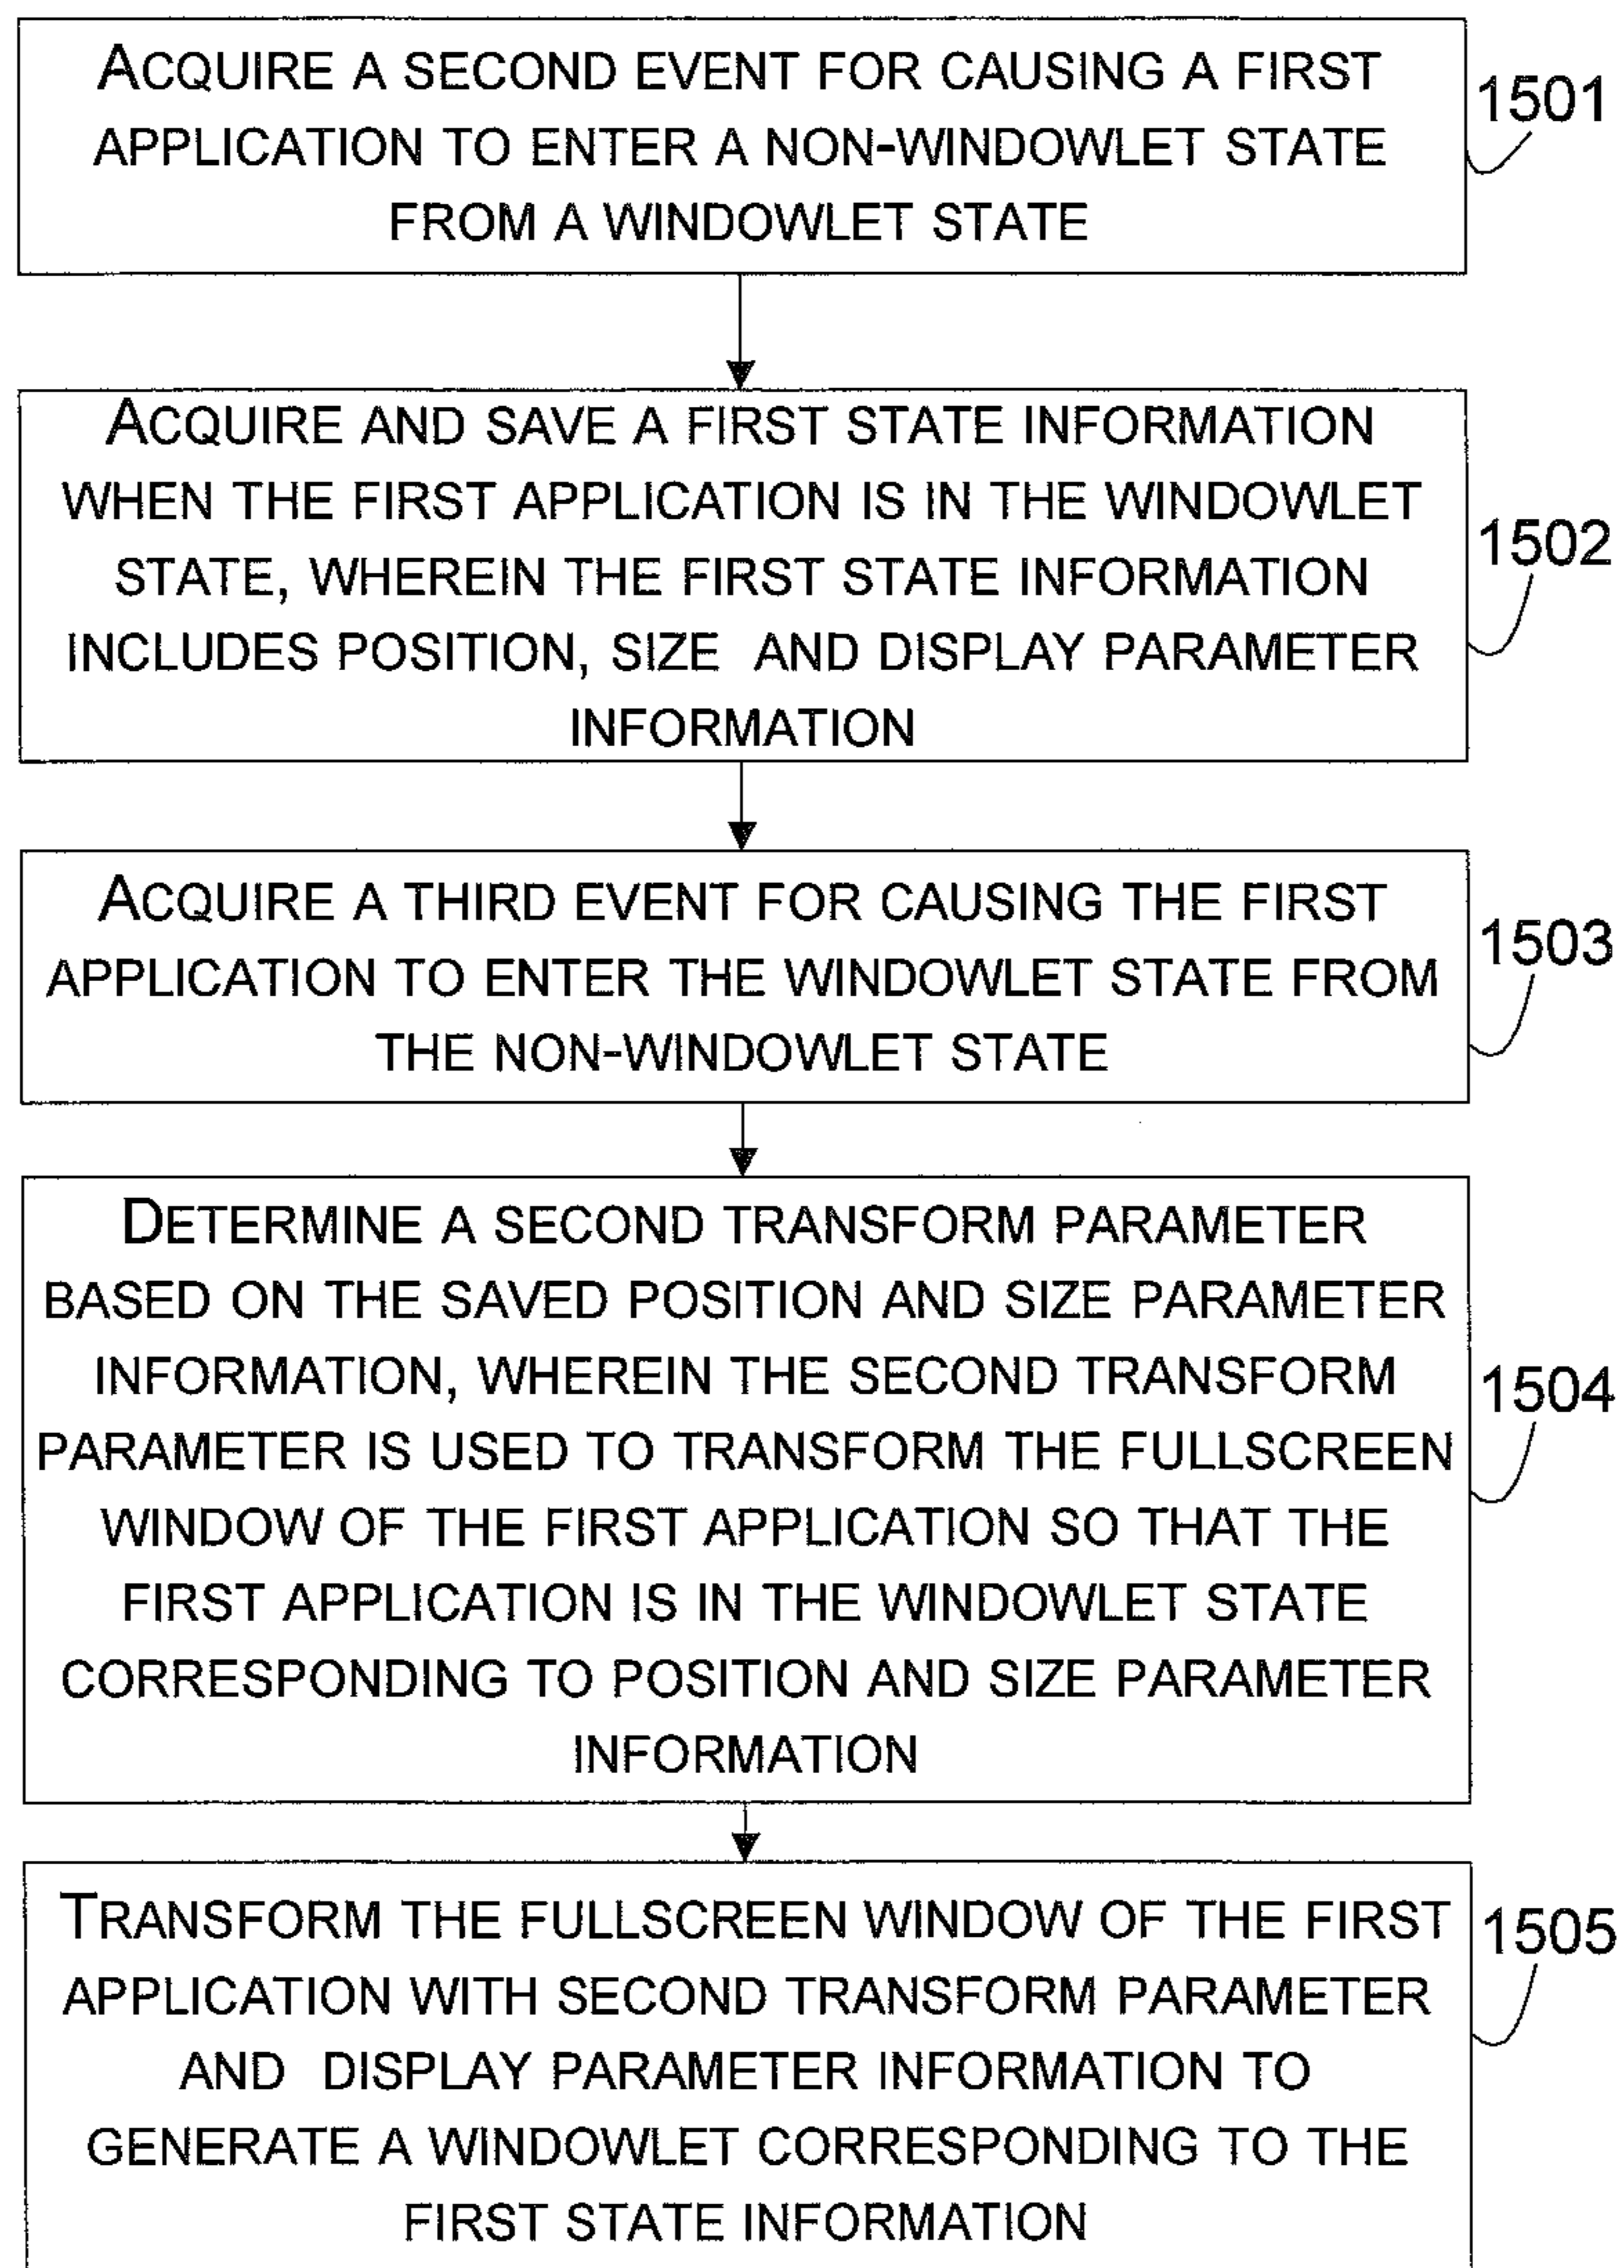 ACQUIRE A SECOND EVENT FOR CAUSING A FIRST
APPLICATION TO ENTER A NON-WINDOWLET STATE
FROM A WINDOWLET STATE
1501
ACQUIRE AND SAVE A FIRST STATE INFORMATION
WHEN THE FIRST APPLICATION IS IN THE WINDOWLET
STATE, WHEREIN THE FIRST STATE INFORMATION
INCLUDES POSITION, SIZE AND DISPLAY PARAMETER
INFORMATION
1502
ACQUIRE A THIRD EVENT FOR CAUSING THE FIRST
APPLICATION TO ENTER THE WINDOWLET STATE FROM
THE NON-WINDOWLET STATE
1503
DETERMINE A SECOND TRANSFORM PARAMETER
BASED ON THE SAVED POSITION AND SIZE PARAMETER
INFORMATION, WHEREIN THE SECOND TRANSFORM
PARAMETER IS USED TO TRANSFORM THE FULLSCREEN
WINDOW OF THE FIRST APPLICATION SO THAT THE
FIRST APPLICATION IS IN THE WINDOWLET STATE
CORRESPONDING TO POSITION AND SIZE PARAMETER
INFORMATION
1504
TRANSFORM THE FULLSCREEN WINDOW OF THE FIRST
APPLICATION WITH SECOND TRANSFORM PARAMETER
AND DISPLAY PARAMETER INFORMATION TO
GENERATE A WINDOWLET CORRESPONDING TO THE
FIRST STATE INFORMATION
1505